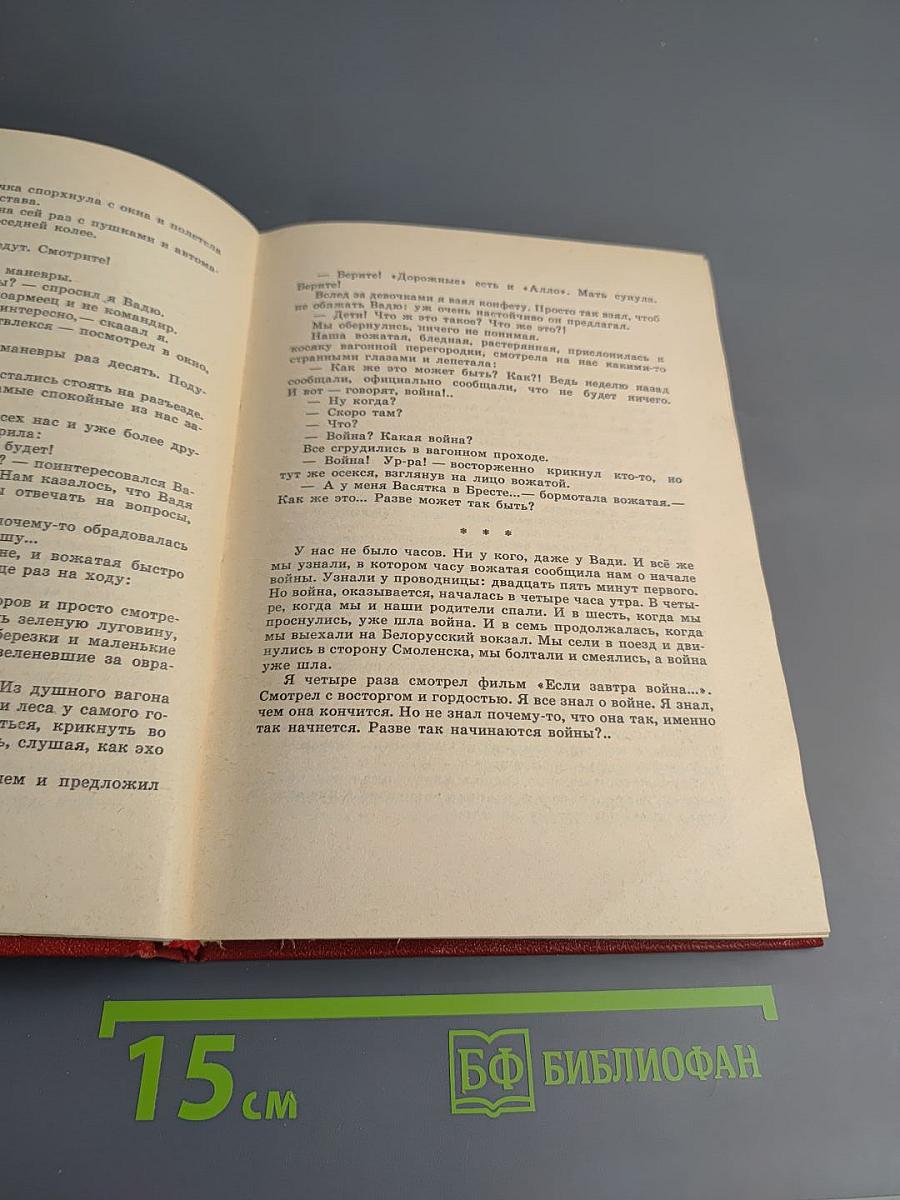 чка спорхнула с окна и полетела
става.
на сей раз с пушками и автома-
седней колее.
едут. Смотрите!
маневры.
ы? — спросил я Вадю.
оармеец и не командир.
интересно,— сказал я.
твлекся — посмотрел в окно,
маневры раз десять. Поду-
стались стоять на разъезде.
амые спокойные из нас за-
сех нас и уже более дру-
рила:
будет!
? — поинтересовался Ва-
Нам казалось, что Вадя
ы отвечать на вопросы,
почему-то обрадовалась
шу...
не, и вожатая быстро
це раз на ходу:
оров и просто смотре-
ь зеленую луговину,
березки и маленькие
зеленевшие за овра-
Из душного вагона
и леса у самого го-
ться, крикнуть во
ь, слушая, как эхо
ем и предложил
— Верите! «Дорожные» есть и «Алло». Мать сунула.
Верите!
Вслед за девочками я взял конфету. Просто так взял, чтоб
не обижать Вадю: уж очень настойчиво он предлагал.
— Дети! Что ж это такое? Что же это?!
Мы обернулись, ничего не понимая.
Наша вожатая, бледная, растерянная, прислонилась к
косяку вагонной перегородки, смотрела на нас какими-то
странными глазами и лепетала:
— Как же это может быть? Как?! Ведь неделю назад
сообщали, официально сообщали, что не будет ничего.
И вот — говорят, война!..
— Ну когда?
— Скоро там?
— Что?
— Война? Какая война?
Все сгрудились в вагонном проходе.
— Война! Ур-ра! — восторженно крикнул кто-то, но
тут же осекся, взглянув на лицо вожатой.
— А у меня Васятка в Бресте...— бормотала вожатая.—
Как же это... Разве может так быть?
* * *
У нас не было часов. Ни у кого, даже у Вади. И всё же
мы узнали, в котором часу вожатая сообщила нам о начале
войны. Узнали у проводницы: двадцать пять минут первого.
Но война, оказывается, началась в четыре часа утра. В четы-
ре, когда мы и наши родители спали. И в шесть, когда мы
проснулись, уже шла война. И в семь продолжалась, когда
мы выехали на Белорусский вокзал. Мы сели в поезд и дви-
нулись в сторону Смоленска, мы болтали и смеялись, а война
уже шла.
Я четыре раза смотрел фильм «Если завтра война...».
Смотрел с восторгом и гордостью. Я все знал о войне. Я знал,
чем она кончится. Но не знал почему-то, что она так, именно
так начнется. Разве так начинаются войны?..
15 см
БФ БИБЛИОФАН